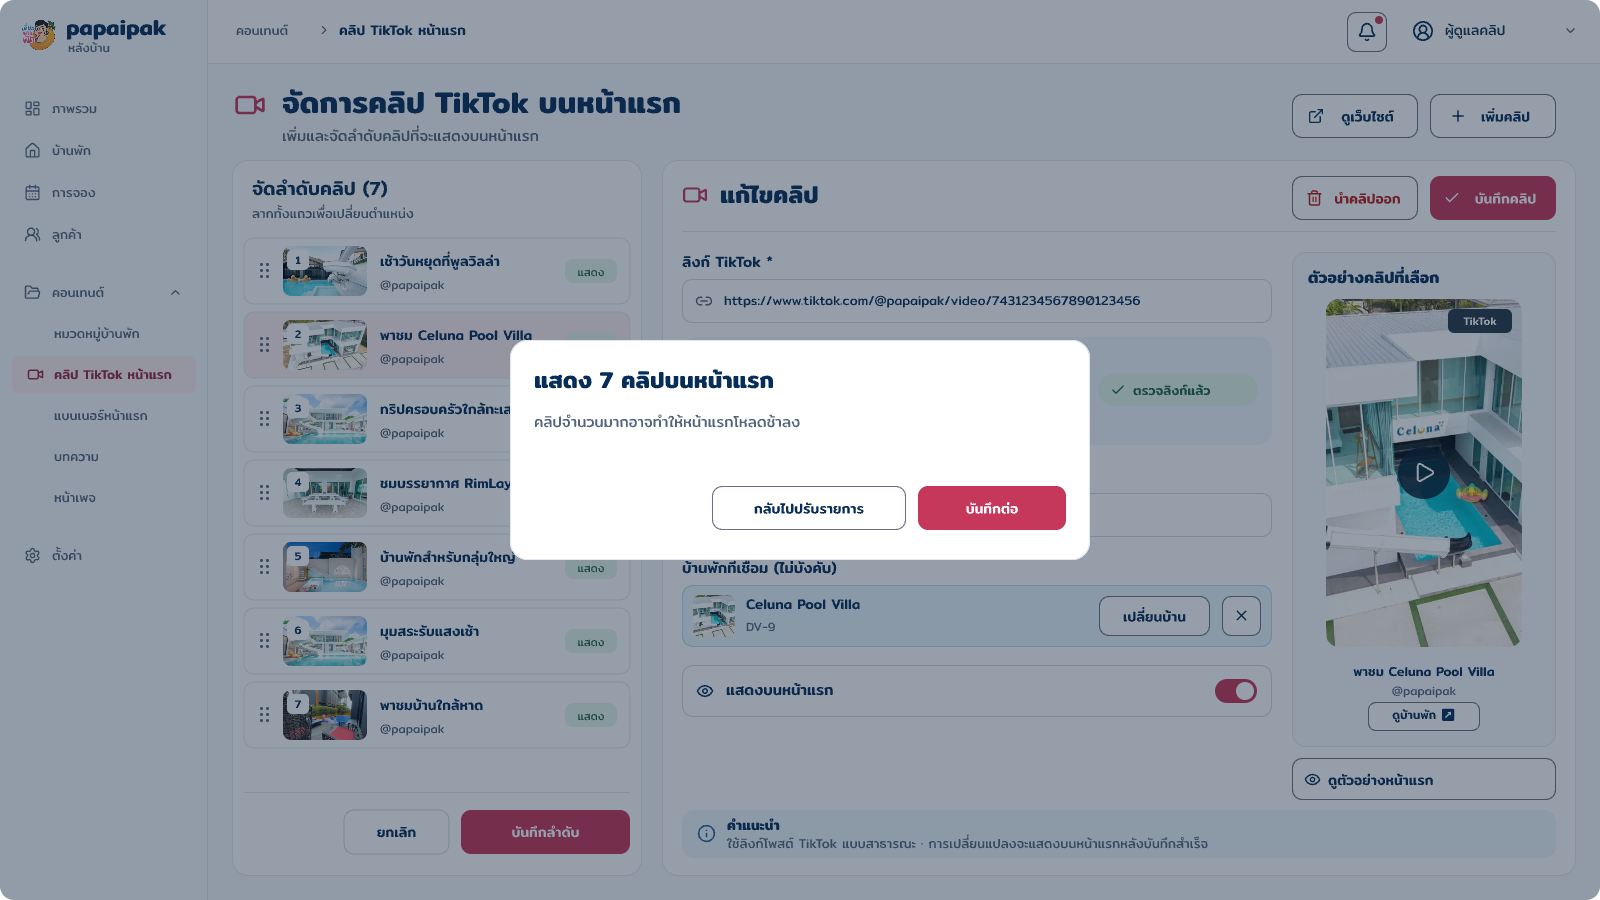 papaipak
หลังบ้าน
คอนเทนต์
คลิป TikTok หน้าแรก
ผู้ดูแลคลิป
ภาพรวม
บ้านพัก
การจอง
ลูกค้า
คอนเทนต์
หมวดหมู่บ้านพัก
คลิป TikTok หน้าแรก
แบนเนอร์หน้าแรก
บทความ
หน้าเพจ
ตั้งค่า
จัดการคลิป TikTok บนหน้าแรก
เพิ่มและจัดลำดับคลิปที่จะแสดงบนหน้าแรก
ดูเว็บไซต์
เพิ่มคลิป
จัดลำดับคลิป (7)
ลากทั้งแถวเพื่อเปลี่ยนตำแหน่ง
1
เช้าวันหยุดที่พูลวิลล่า
@papaipak
แสดง
2
พาชม Celuna Pool Villa
@papaipak
3
ทริปครอบครัวใกล้ทะเล
@papaipak
4
ชมบรรยากาศ RimLay
@papaipak
5
บ้านพักสำหรับกลุ่มใหญ่
@papaipak
แสดง
6
มุมสระรับแสงเช้า
@papaipak
แสดง
7
พาชมบ้านใกล้หาด
@papaipak
แสดง
ยกเลิก
บันทึกลำดับ
แก้ไขคลิป
นำคลิปออก
บันทึกคลิป
ลิงก์ TikTok *
https://www.tiktok.com/@papaipak/video/7431234567890123456
ตรวจลิงก์แล้ว
แสดง 7 คลิปบนหน้าแรก
คลิปจำนวนมากอาจทำให้หน้าแรกโหลดช้าลง
กลับไปปรับรายการ
บันทึกต่อ
บ้านพักที่เชื่อม (ไม่บังคับ)
Celuna Pool Villa
DV-9
เปลี่ยนบ้าน
แสดงบนหน้าแรก
ตัวอย่างคลิปที่เลือก
TikTok
Celuna
พาชม Celuna Pool Villa
@papaipak
ดูบ้านพัก
ดูตัวอย่างหน้าแรก
คำแนะนำ
ใช้ลิงก์โพสต์ TikTok แบบสาธารณะ · การเปลี่ยนแปลงจะแสดงบนหน้าแรกหลังบันทึกสำเร็จ